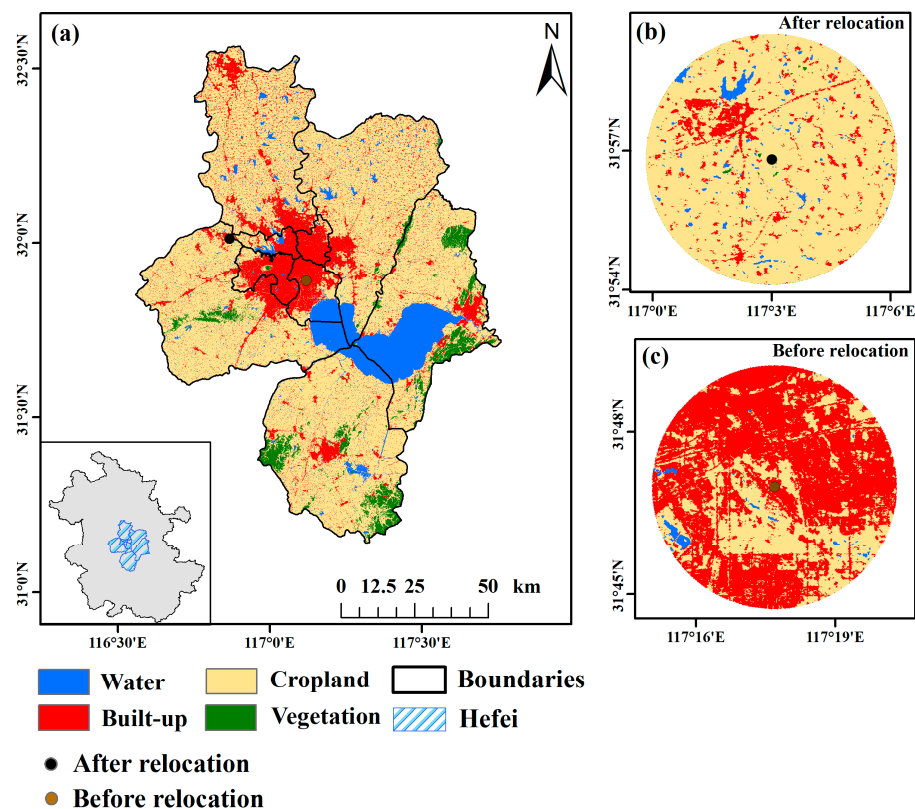 (a)
N
32°30'N
32°0'N
31°30'N
31°0'N
116°30'E
117°0'E
117°30'E
0 12.5 25 50 km
(b)
After relocation
31°57'N
31°54'N
117°0'E
117°3'E
117°6'E
(c)
Before relocation
31°48'N
31°45'N
117°16'E
117°19'E
Water
Cropland
Boundaries
Built-up
Vegetation
Hefei
After relocation
Before relocation